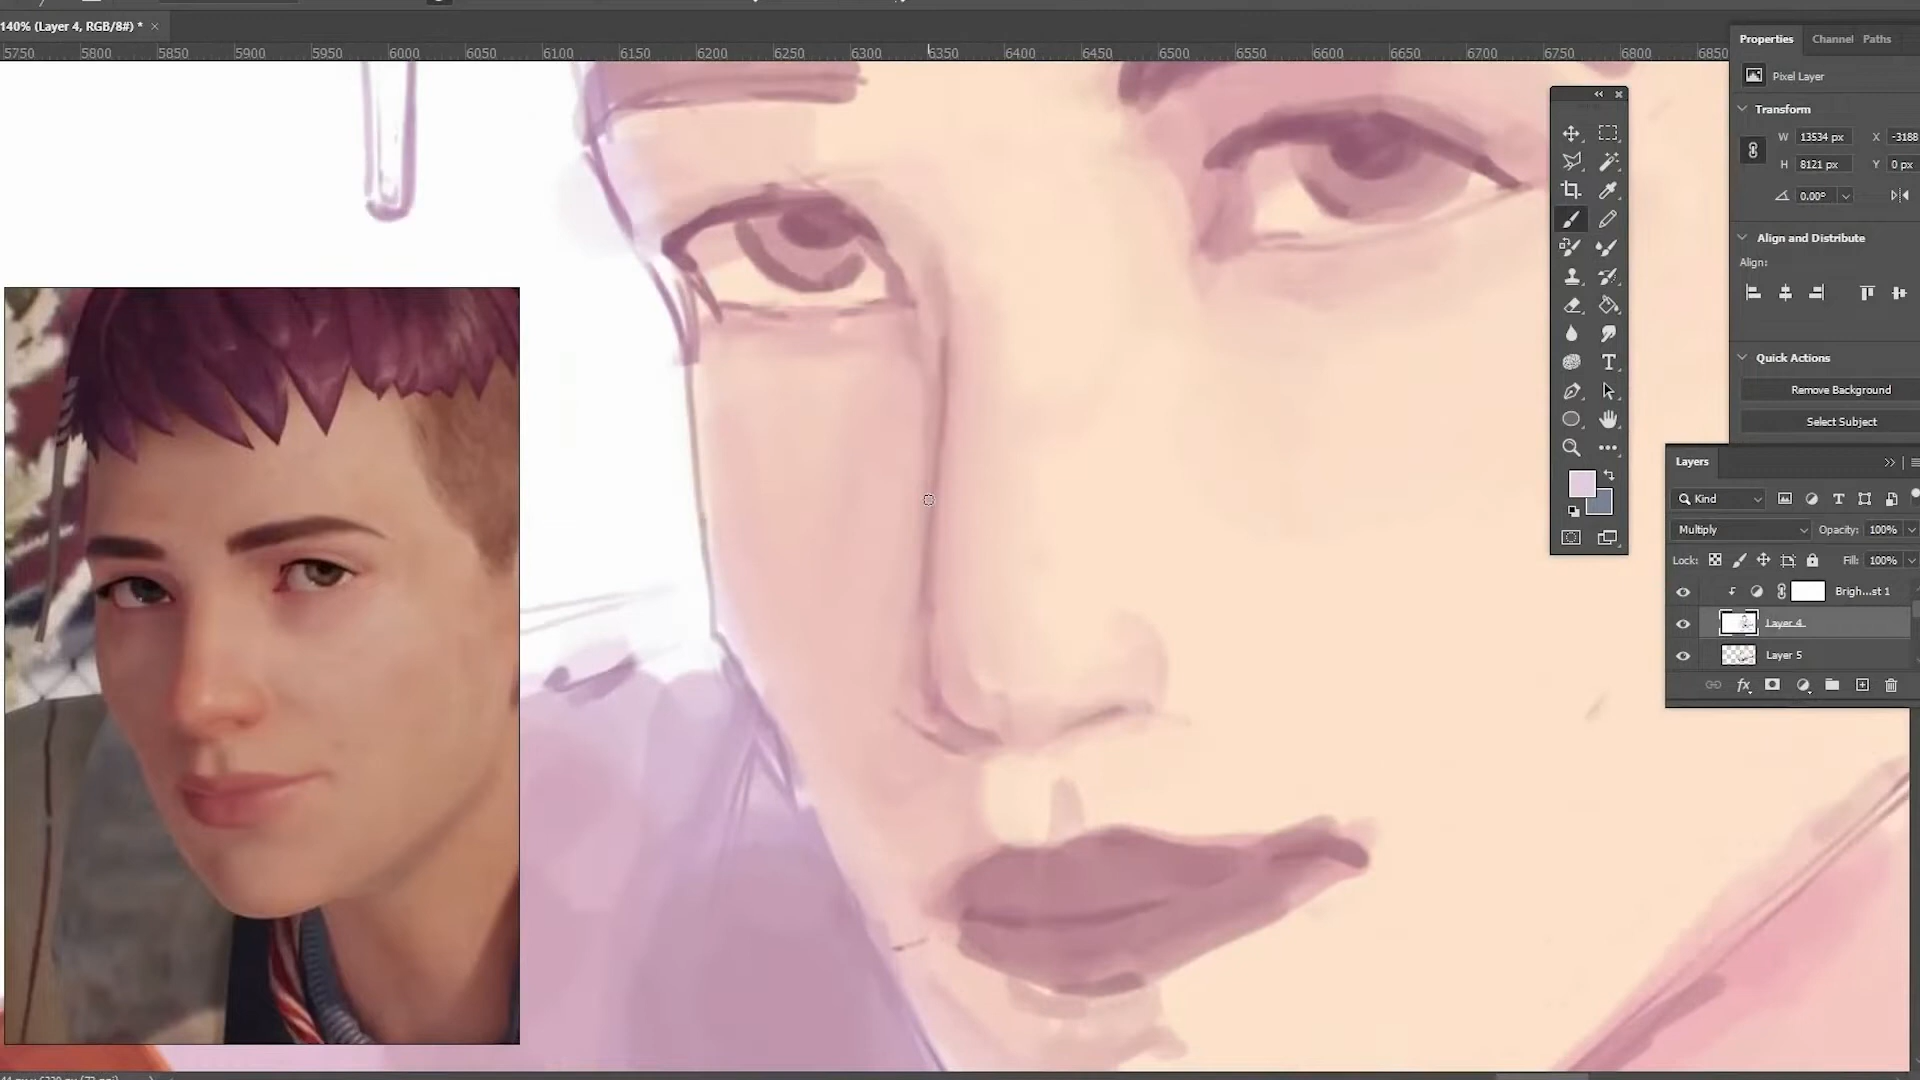 140% (Layer 4, RGB/8#) *
5750 5800 5850 5900 5950 6000 6050 6100 6150 6200 6250 6300 6350 6400 6450 6500 6550 6600 6650 6700 6750 6800 6850
Properties Channel Paths
Pixel Layer
Transform
W 13534 px X -3188
H 8121 px Y 0 px
0.00°
Align and Distribute
Align:
Quick Actions
Remove Background
Select Subject
Layers
Kind
Multiply Opacity: 100%
Lock: Fill: 100%
Brigh...st 1
Layer 4
Layer 5